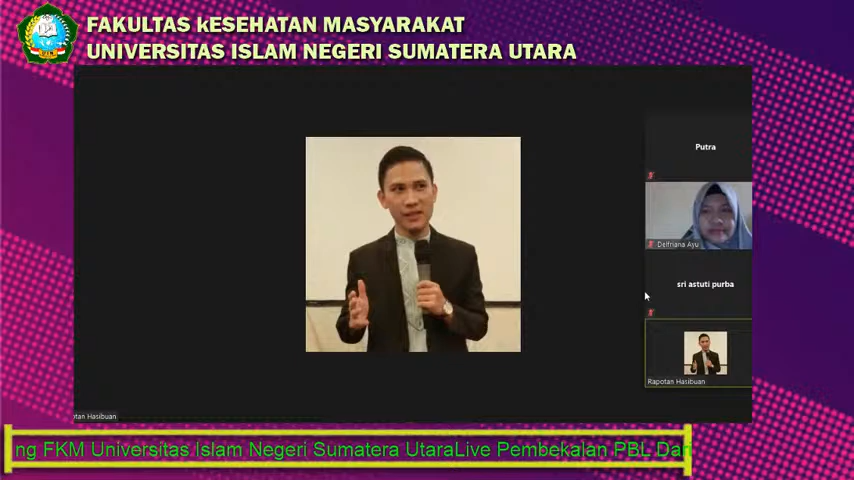 FAKULTAS kESEHATAN MASYARAKAT
UNIVERSITAS ISLAM NEGERI SUMATERA UTARA
Putra
Delfriana Ayu
sri astuti purba
Rapotan Hasibuan
tan Hasibuan
ng FKM Universitas Islam Negeri Sumatera UtaraLive Pembekalan PBL Dari